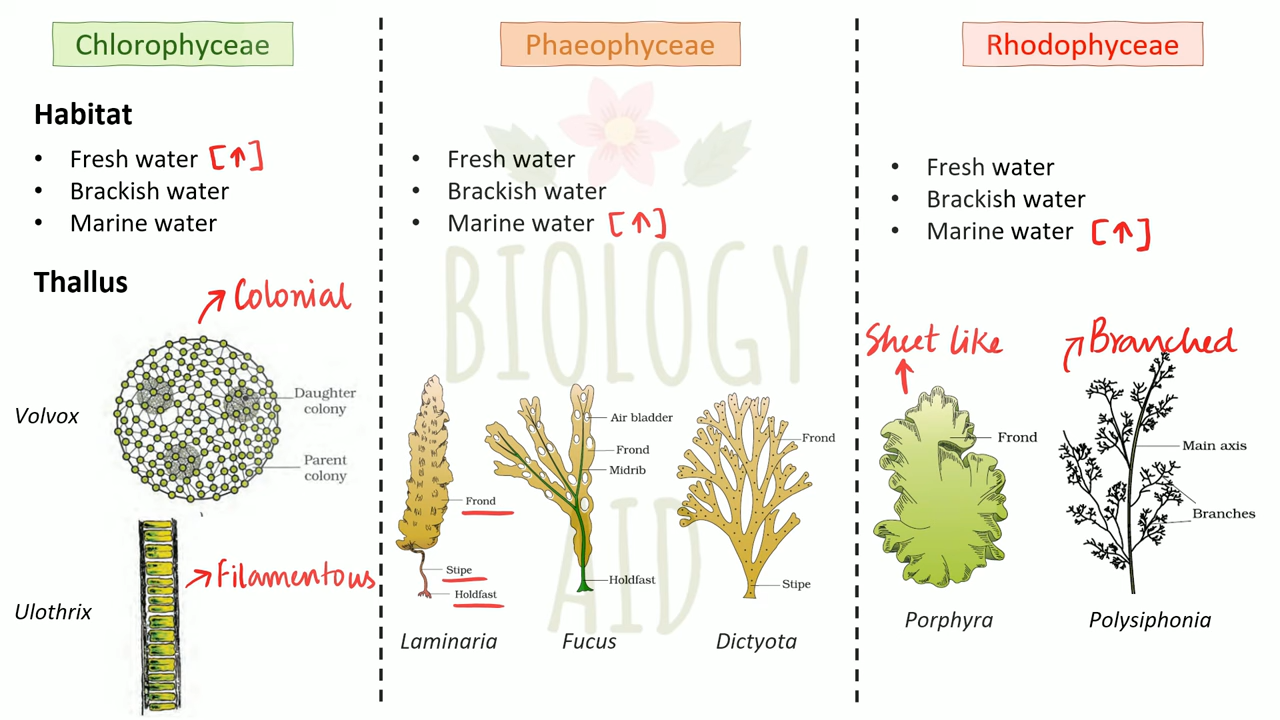 Chlorophyceae
Habitat
• Fresh water [↑]
• Brackish water
• Marine water
Thallus
Colonial
Volvox
Daughter
colony
Parent
colony
Filamentous
Ulothrix
Phaeophyceae
• Fresh water
• Brackish water
• Marine water [↑]
BIOLOGY
AID
Frond
Stipe
Holdfast
Laminaria
Air bladder
Frond
Midrib
Holdfast
Fucus
Frond
Stipe
Dictyota
Rhodophyceae
• Fresh water
• Brackish water
• Marine water [↑]
Sheet like
Frond
Porphyra
Branched
Main axis
Branches
Polysiphonia